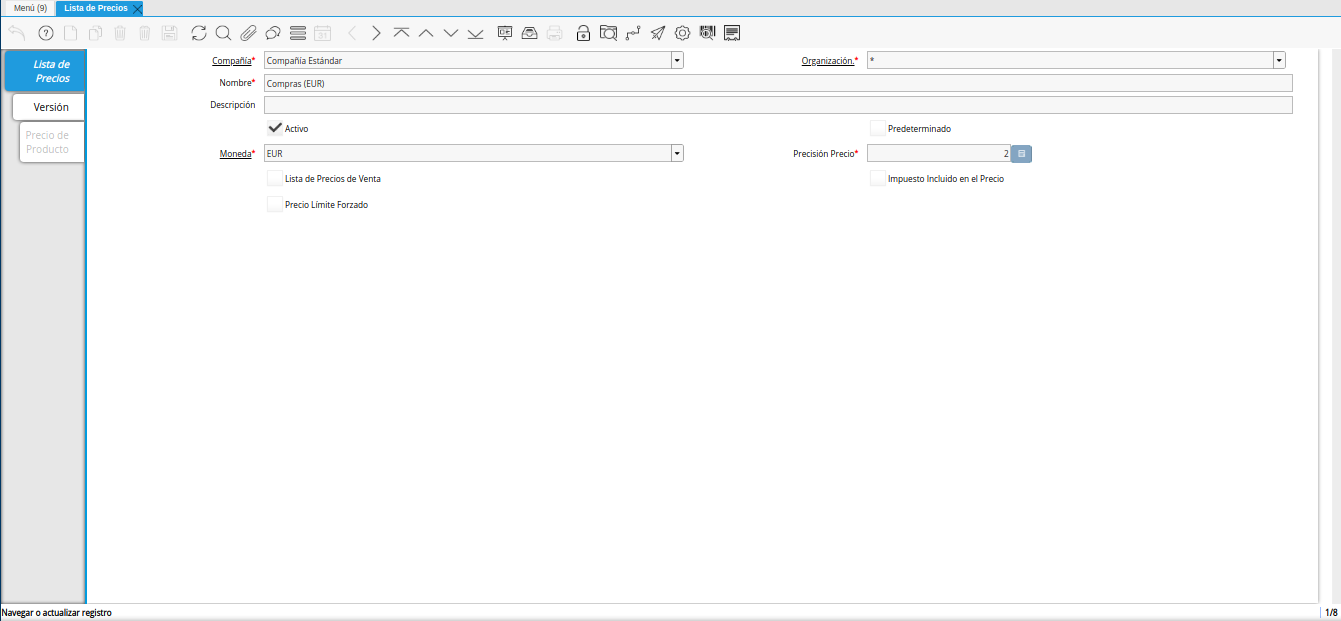 Menú (9)
Lista de Precios
31
Lista de
Precios
Versión
Precio de
Producto
Compañía*
Compañía Estándar
Organización.*
*
Nombre*
Compras (EUR)
Descripción
Activo
Predeterminado
Moneda*
EUR
Precisión Precio*
2
Lista de Precios de Venta
Impuesto Incluido en el Precio
Precio Límite Forzado
Navegar o actualizar registro
1/8